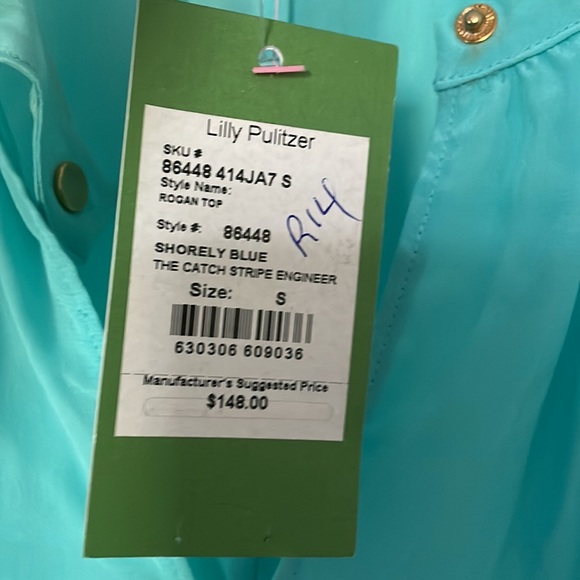 Lilly Pulitzer
SKU #
86448 414JA7 S
Style Name:
ROGAN TOP
Style #: 86448
R14
SHORELY BLUE
THE CATCH STRIPE ENGINEER
Size: S
630306 609036
Manufacturer's Suggested Price
$148.00